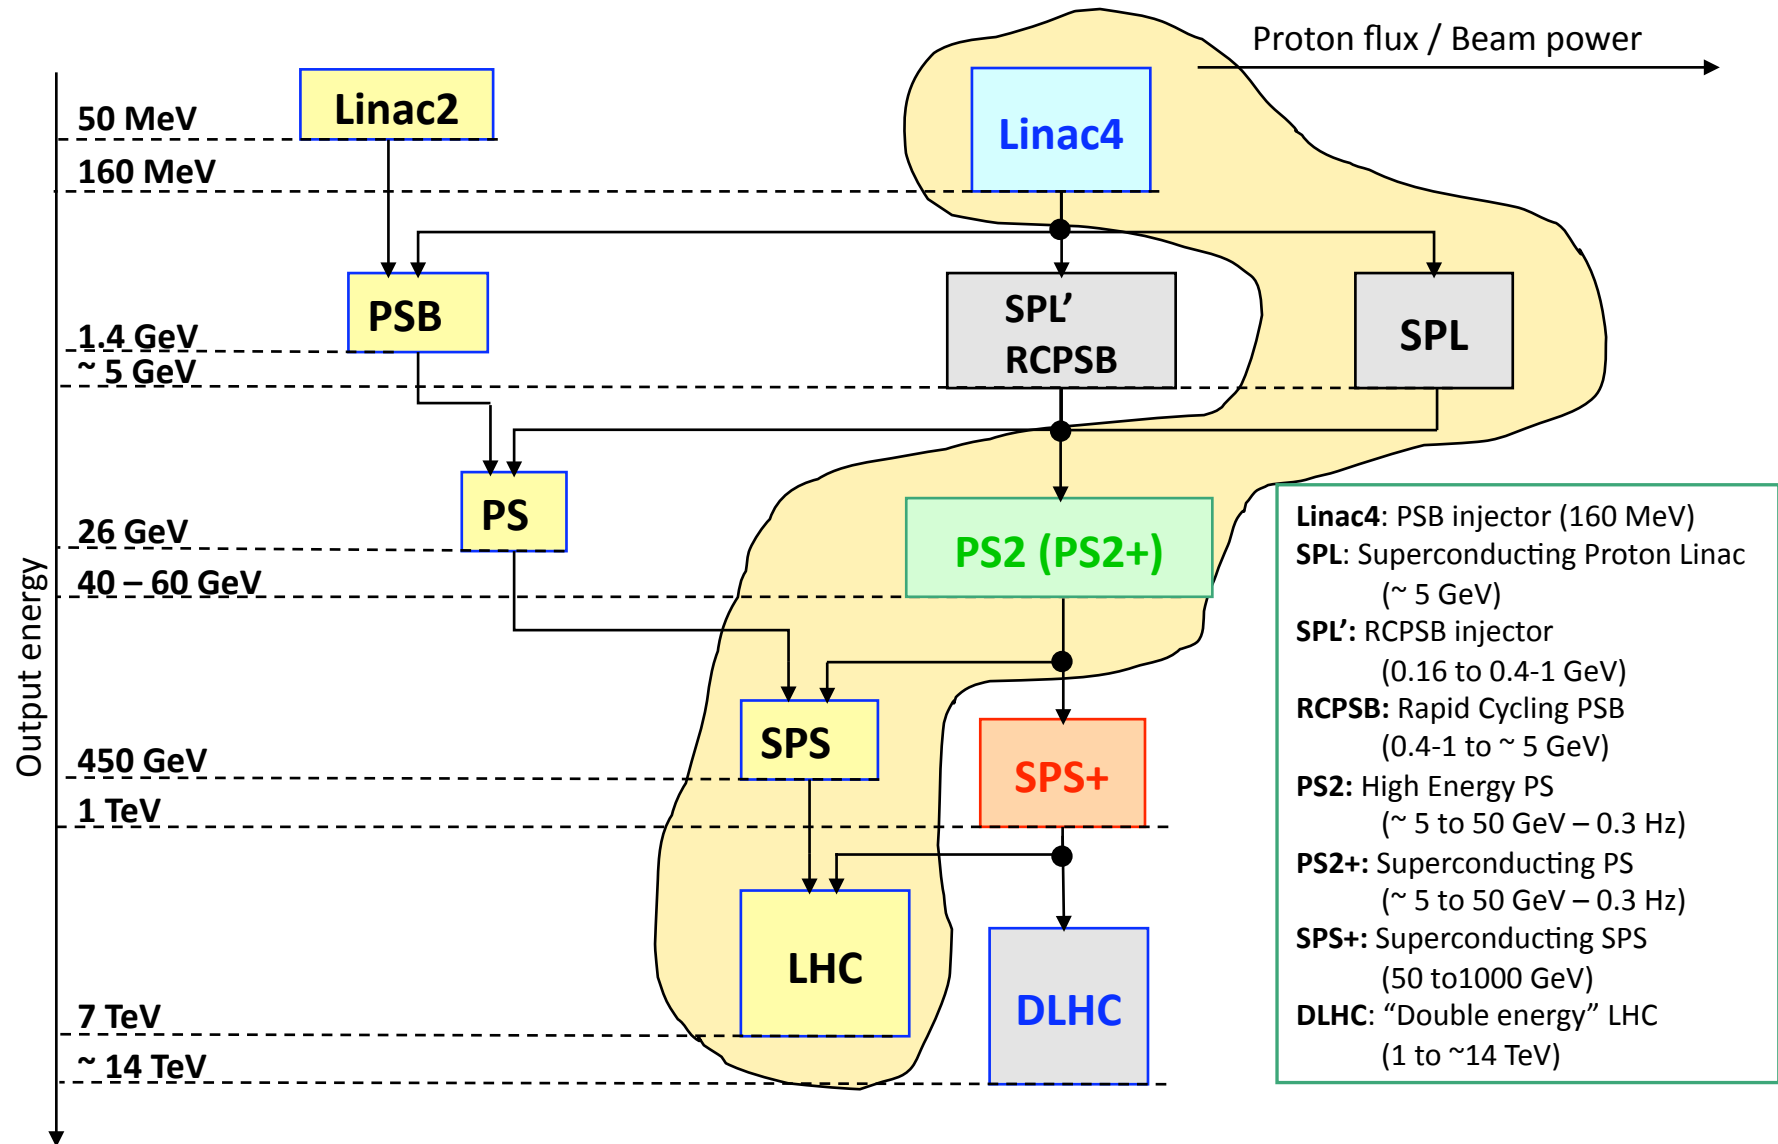 Proton flux / Beam power
Linac2
Linac4
50 MeV
160 MeV
PSB
SPL’
RCPSB
SPL
1.4 GeV
~ 5 GeV
PS
PS2 (PS2+)
26 GeV
40 – 60 GeV
Output energy
SPS
SPS+
450 GeV
1 TeV
LHC
DLHC
7 TeV
~ 14 TeV
Linac4: PSB injector (160 MeV)
SPL: Superconducting Proton Linac
(~ 5 GeV)
SPL’: RCPSB injector
(0.16 to 0.4-1 GeV)
RCPSB: Rapid Cycling PSB
(0.4-1 to ~ 5 GeV)
PS2: High Energy PS
(~ 5 to 50 GeV – 0.3 Hz)
PS2+: Superconducting PS
(~ 5 to 50 GeV – 0.3 Hz)
SPS+: Superconducting SPS
(50 to1000 GeV)
DLHC: “Double energy” LHC
(1 to ~14 TeV)